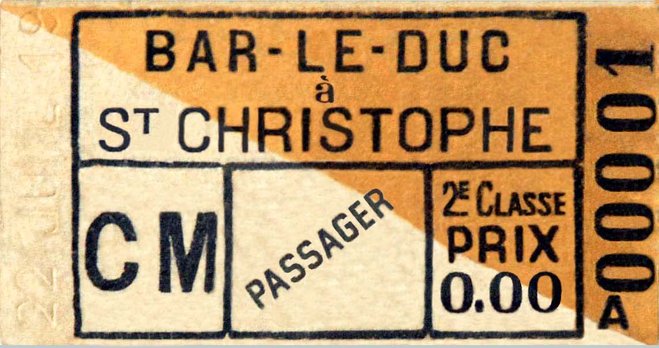 BAR-LE-DUC
à
ST CHRISTOPHE
CM
PASSAGER
2E CLASSE
PRIX
0.00
A 00001